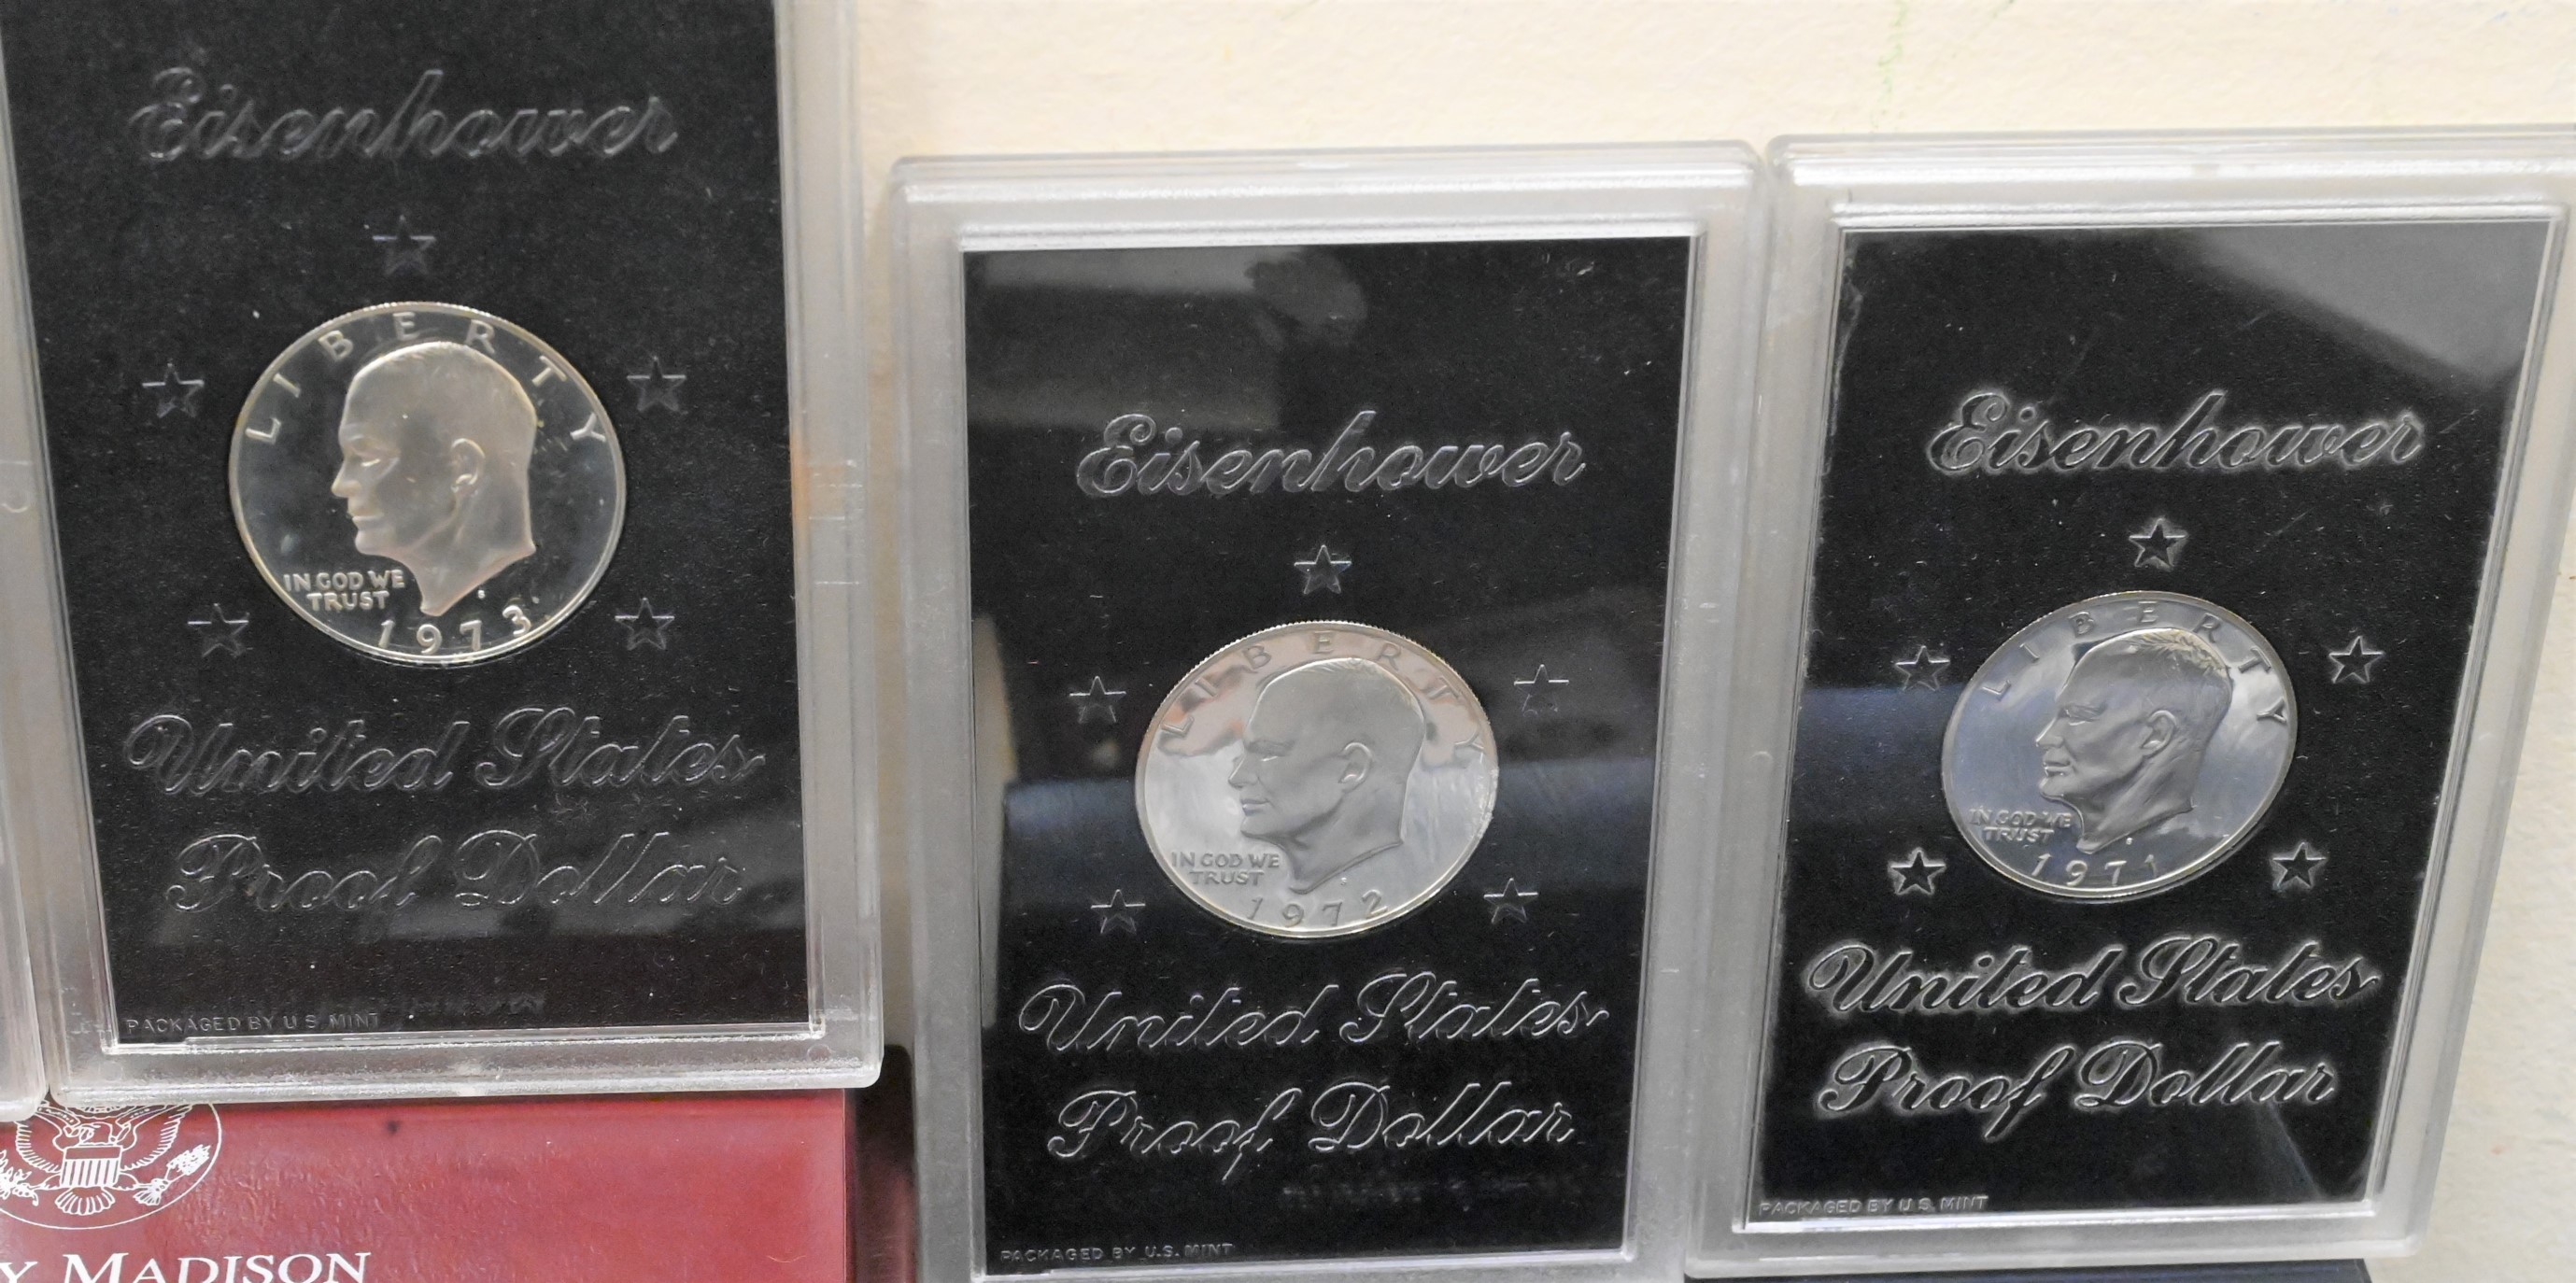 Eisenhower
LIBERTY
IN GOD WE
TRUST
1973
United States
Proof Dollar
PACKAGED BY U.S. MINT
Y MADISON
Eisenhower
LIBERTY
IN GOD WE
TRUST
1972
United States
Proof Dollar
PACKAGED BY U.S. MINT
Eisenhower
LIBERTY
IN GOD WE
TRUST
1971
United States
Proof Dollar
PACKAGED BY U.S. MINT